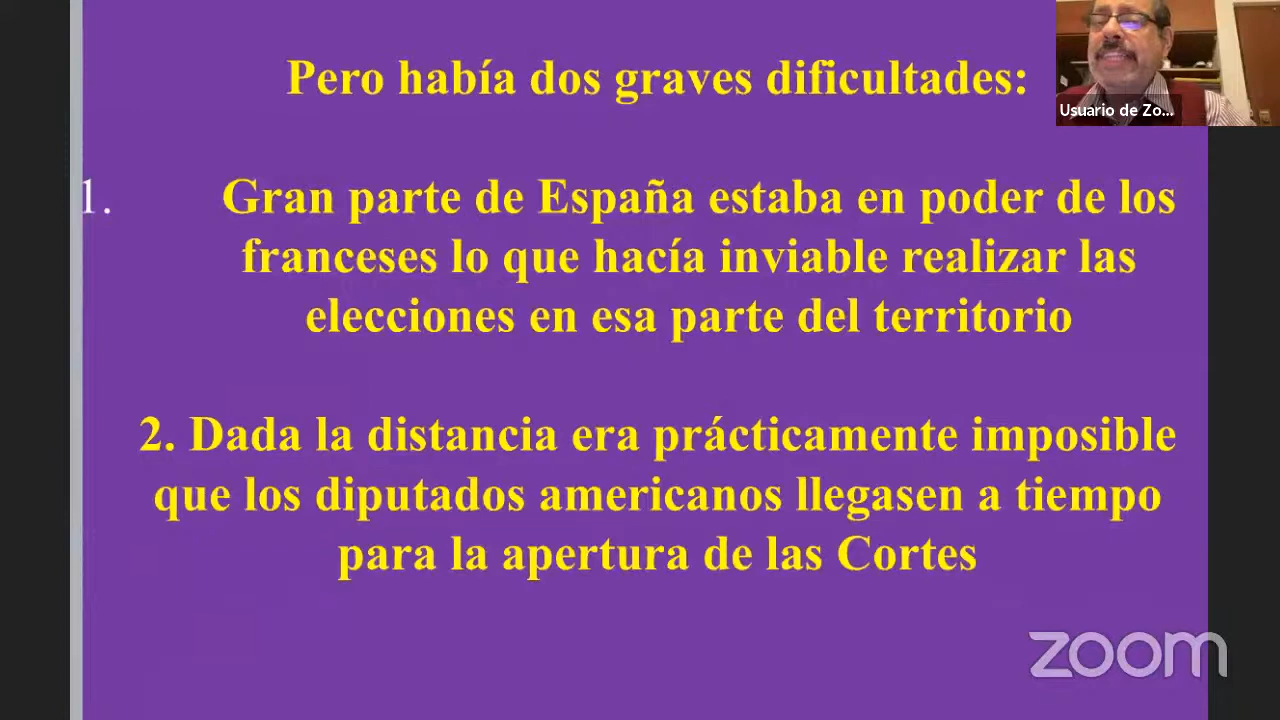 Pero había dos graves dificultades:
Usuario de Zo...
1. Gran parte de España estaba en poder de los
franceses lo que hacía inviable realizar las
elecciones en esa parte del territorio
2. Dada la distancia era prácticamente imposible
que los diputados americanos llegasen a tiempo
para la apertura de las Cortes
zoom